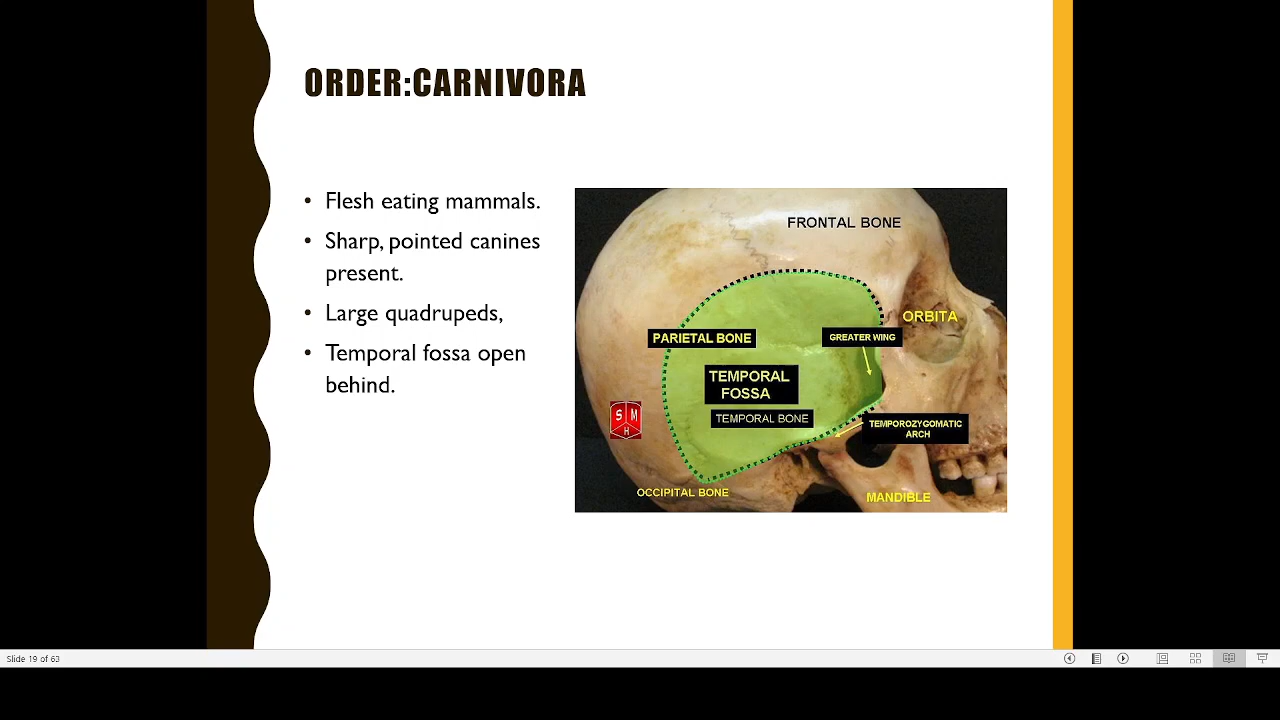 ORDER:CARNIVORA
• Flesh eating mammals.
• Sharp, pointed canines
present.
• Large quadrupeds,
• Temporal fossa open
behind.
FRONTAL BONE
ORBITA
PARIETAL BONE
GREATER WING
TEMPORAL
FOSSA
TEMPORAL BONE
S M
H
TEMPOROZYGOMATIC
ARCH
OCCIPITAL BONE
MANDIBLE
Slide 19 of 63